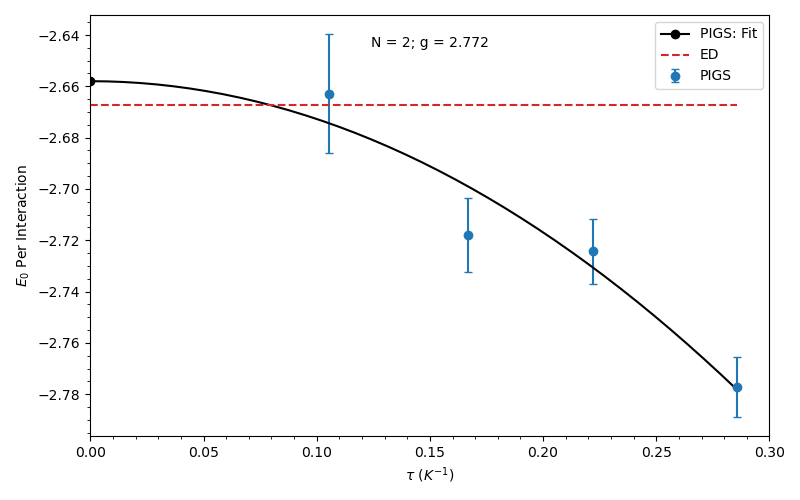 N = 2; g = 2.772
PIGS: Fit
ED
PIGS
−2.64
−2.66
−2.68
−2.70
−2.72
−2.74
−2.76
−2.78
E₀ Per Interaction
0.00 0.05 0.10 0.15 0.20 0.25 0.30
τ (K⁻¹)